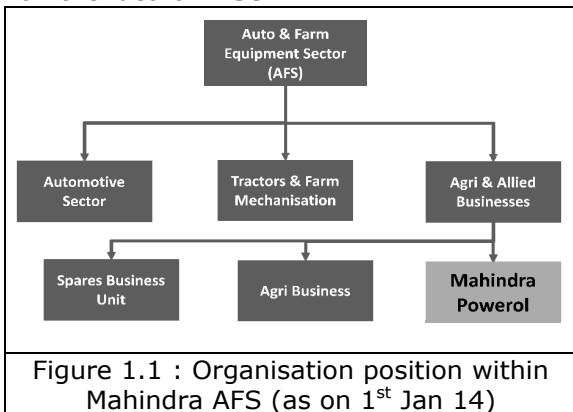 Auto & Farm
Equipment Sector
(AFS)
Automotive
Sector
Tractors & Farm
Mechanisation
Agri & Allied
Businesses
Spares Business
Unit
Agri Business
Mahindra
Powerol
Figure 1.1 : Organisation position within
Mahindra AFS (as on 1st Jan 14)